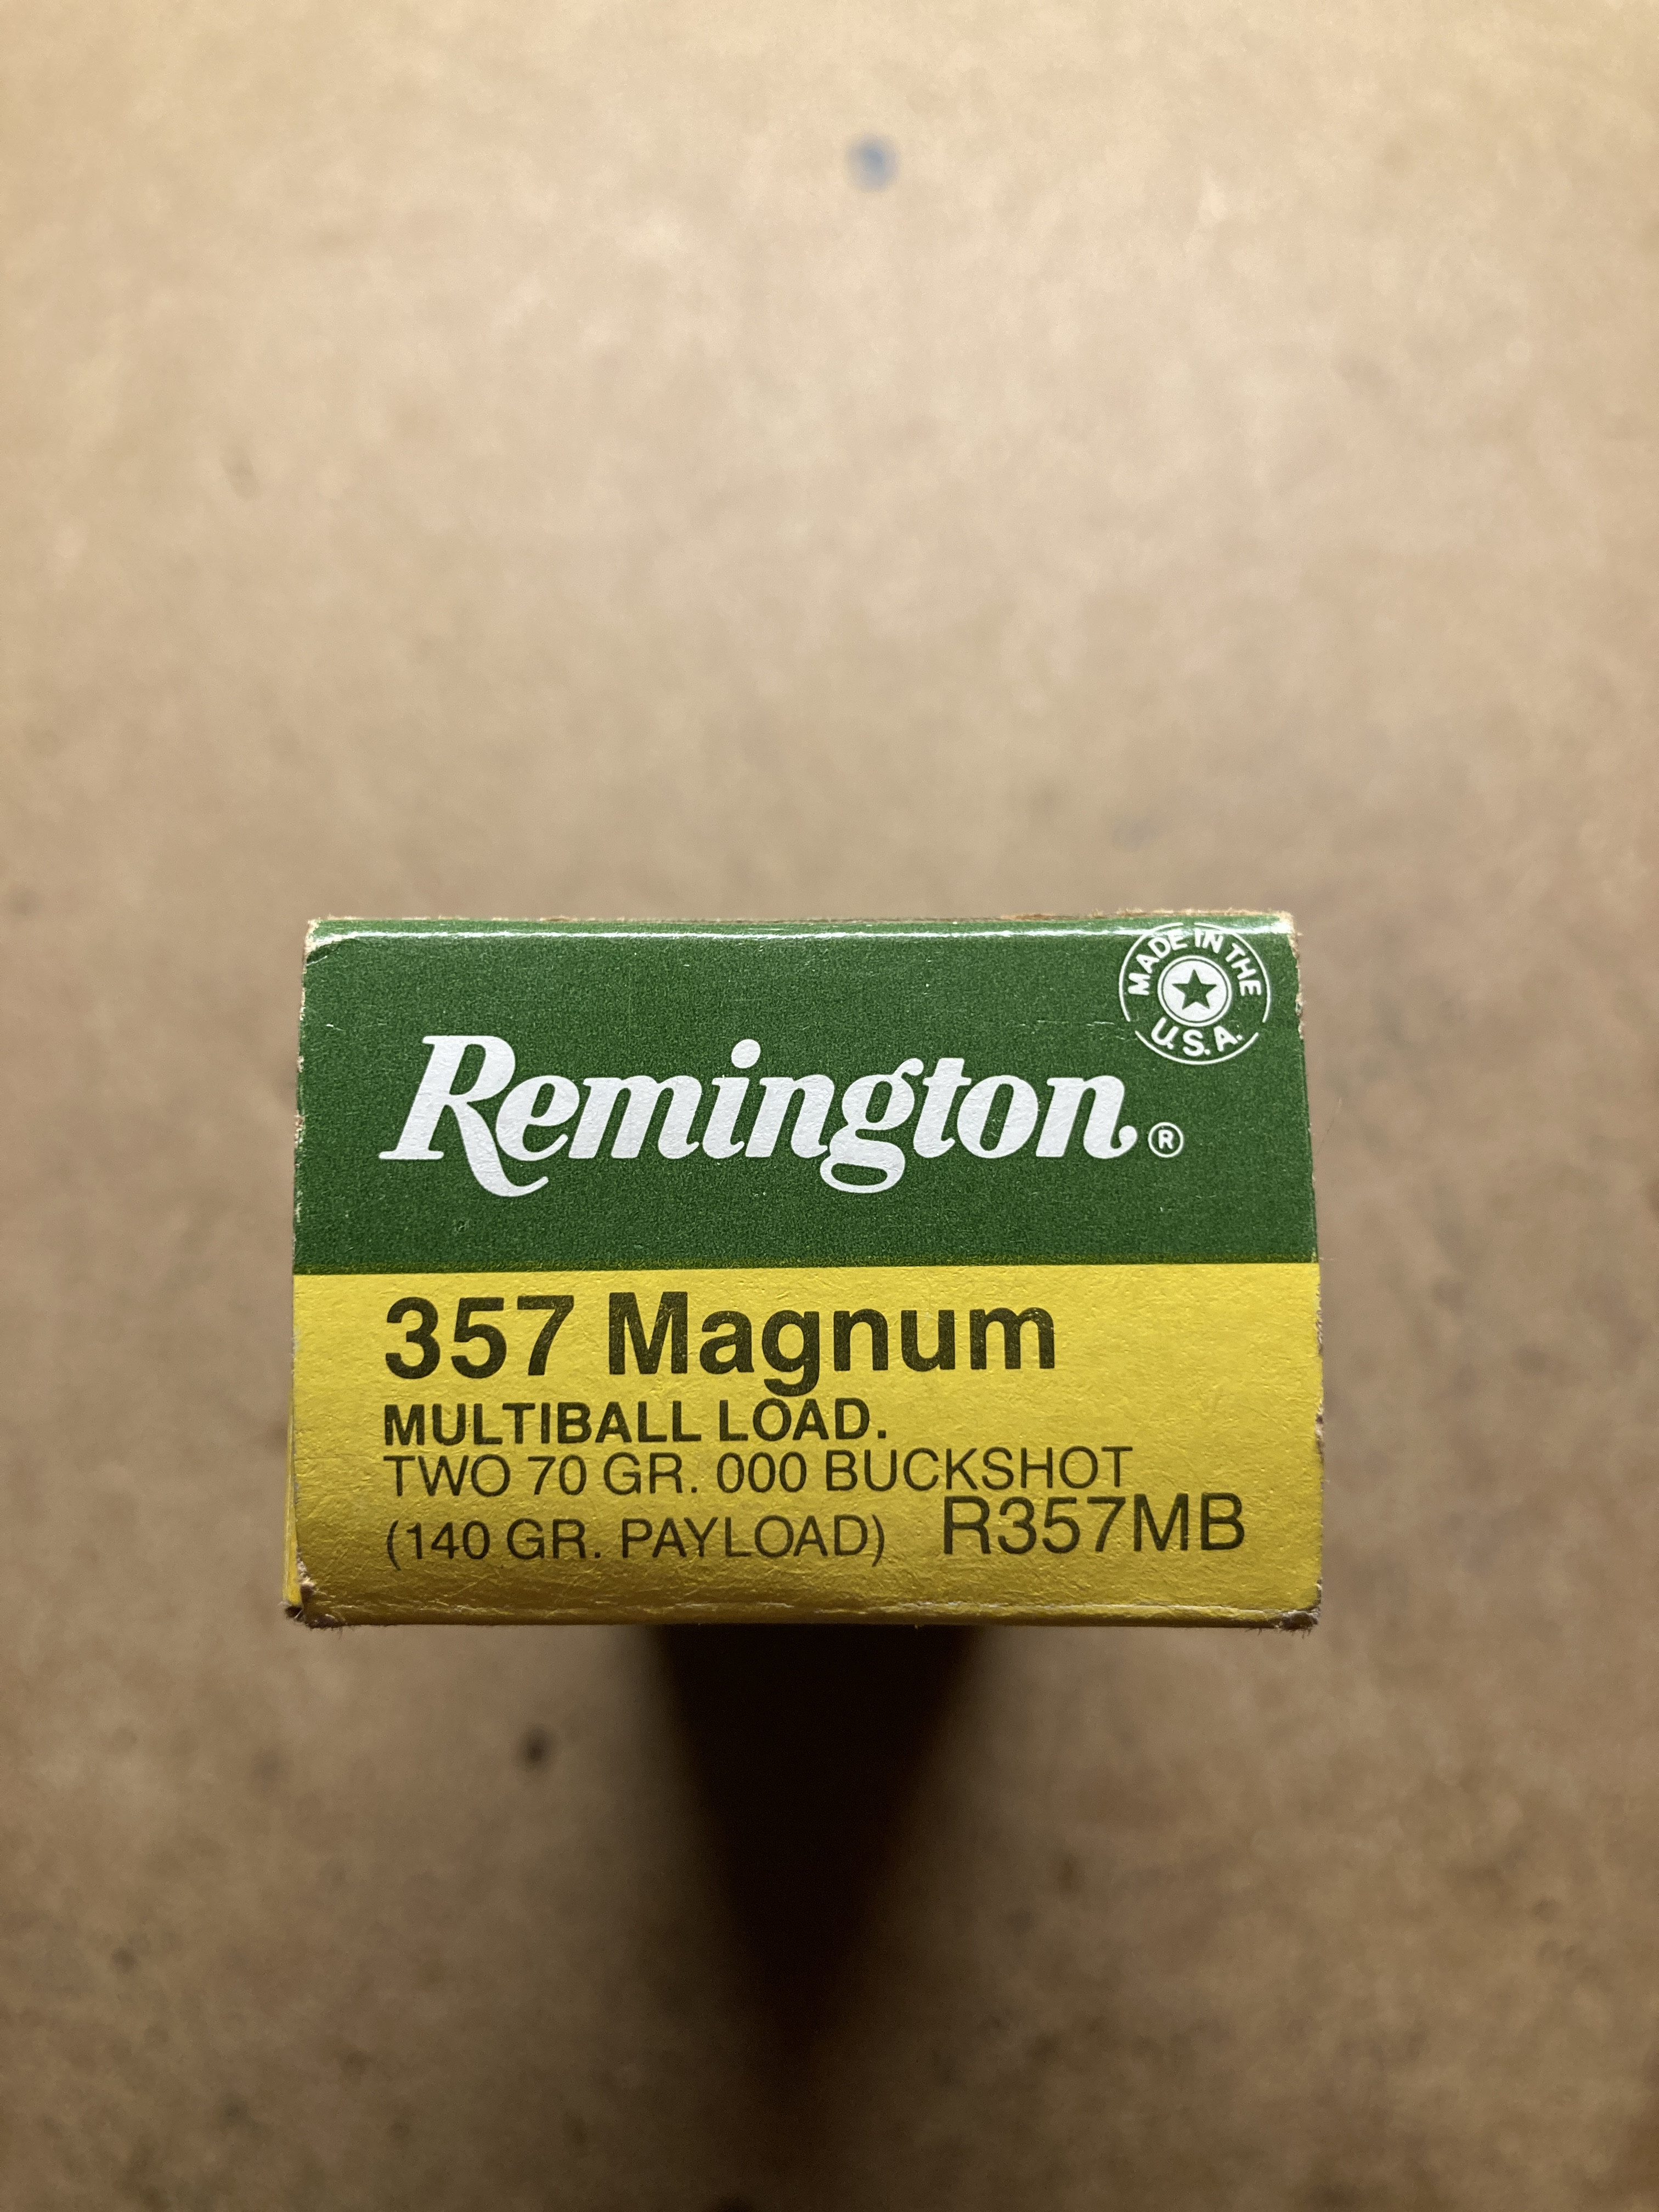 MADE IN THE
U.S.A.
Remington®
357 Magnum
MULTIBALL LOAD.
TWO 70 GR. 000 BUCKSHOT
(140 GR. PAYLOAD) R357MB